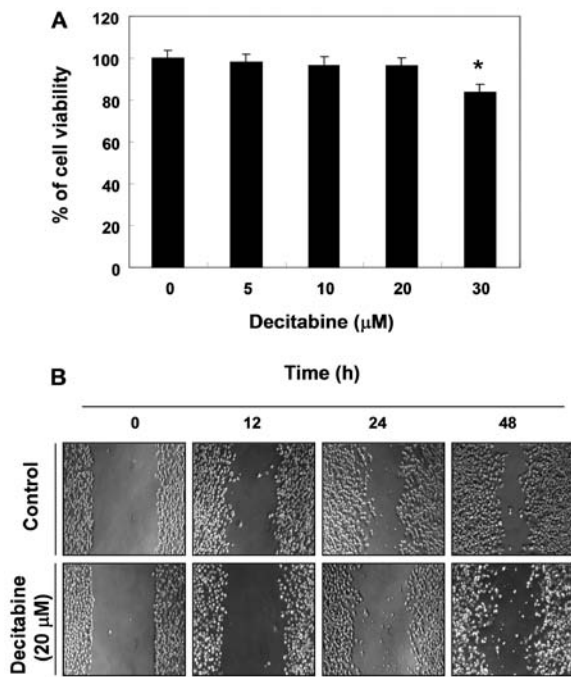 A
120
100
80
60
40
20
0
% of cell viability
*
0 5 10 20 30
Decitabine (μM)
B
Time (h)
0 12 24 48
Control
Decitabine
(20 μM)